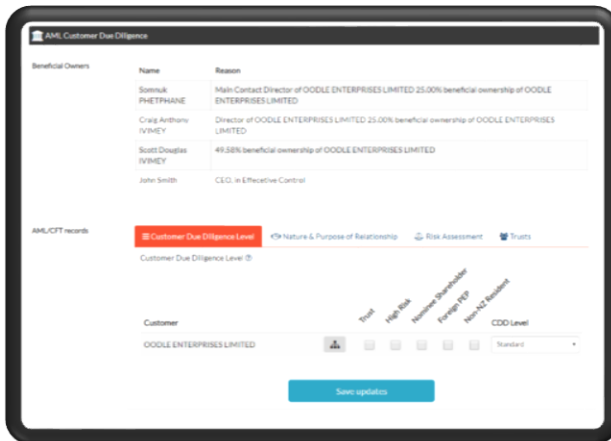 AML Customer Due Diligence
Beneficial Owners
Name Reason
Somnuk Main Contact Director of OODLE ENTERPRISES LIMITED 25.00% beneficial ownership of OODLE
PHETPHANE ENTERPRISES LIMITED
Craig Anthony Director of OODLE ENTERPRISES LIMITED 25.00% beneficial ownership of OODLE ENTERPRISES
IVIMEY LIMITED
Scott Douglas 49.58% beneficial ownership of OODLE ENTERPRISES LIMITED
IVIMEY
John Smith CEO, in Effecetive Control
AML/CFT records
Customer Due Diligence Level Nature & Purpose of Relationship Risk Assessment Trusts
Customer Due Diligence Level
Trust
High Risk
Nominee Shareholder
Foreign PEP
Non-NZ Resident
Customer CDD Level
OODLE ENTERPRISES LIMITED Standard
Save updates